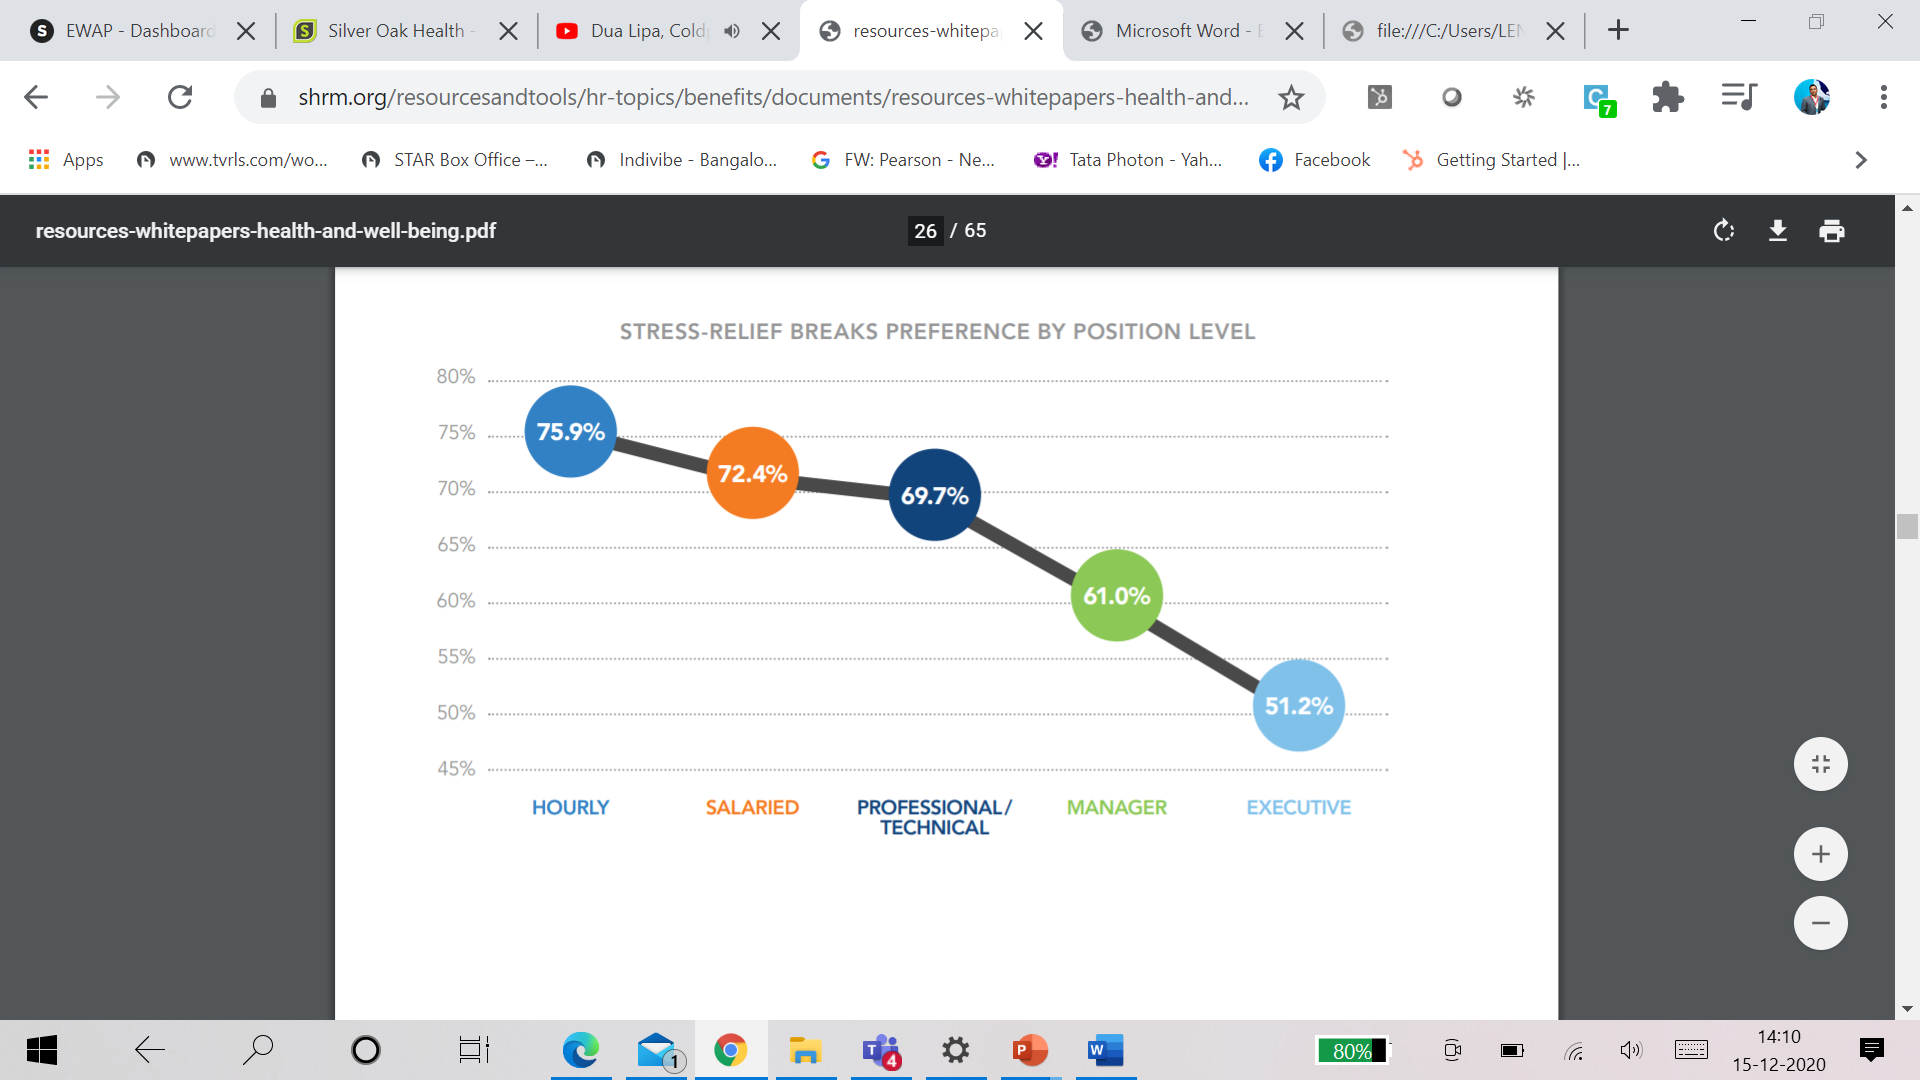 EWAP - Dashboard
Silver Oak Health -
Dua Lipa, Cold
resources-whitepa
Microsoft Word -
file:///C:/Users/LEN
shrm.org/resourcesandtools/hr-topics/benefits/documents/resources-whitepapers-health-and...
7
Apps
www.tvrls.com/wo...
STAR Box Office –...
Indivibe - Bangalo...
FW: Pearson - Ne...
Tata Photon - Yah...
Facebook
Getting Started |...
resources-whitepapers-health-and-well-being.pdf
26 / 65
STRESS-RELIEF BREAKS PREFERENCE BY POSITION LEVEL
80%
75%
70%
65%
60%
55%
50%
45%
75.9%
72.4%
69.7%
61.0%
51.2%
HOURLY
SALARIED
PROFESSIONAL/
TECHNICAL
MANAGER
EXECUTIVE
1
4
80%
14:10
15-12-2020